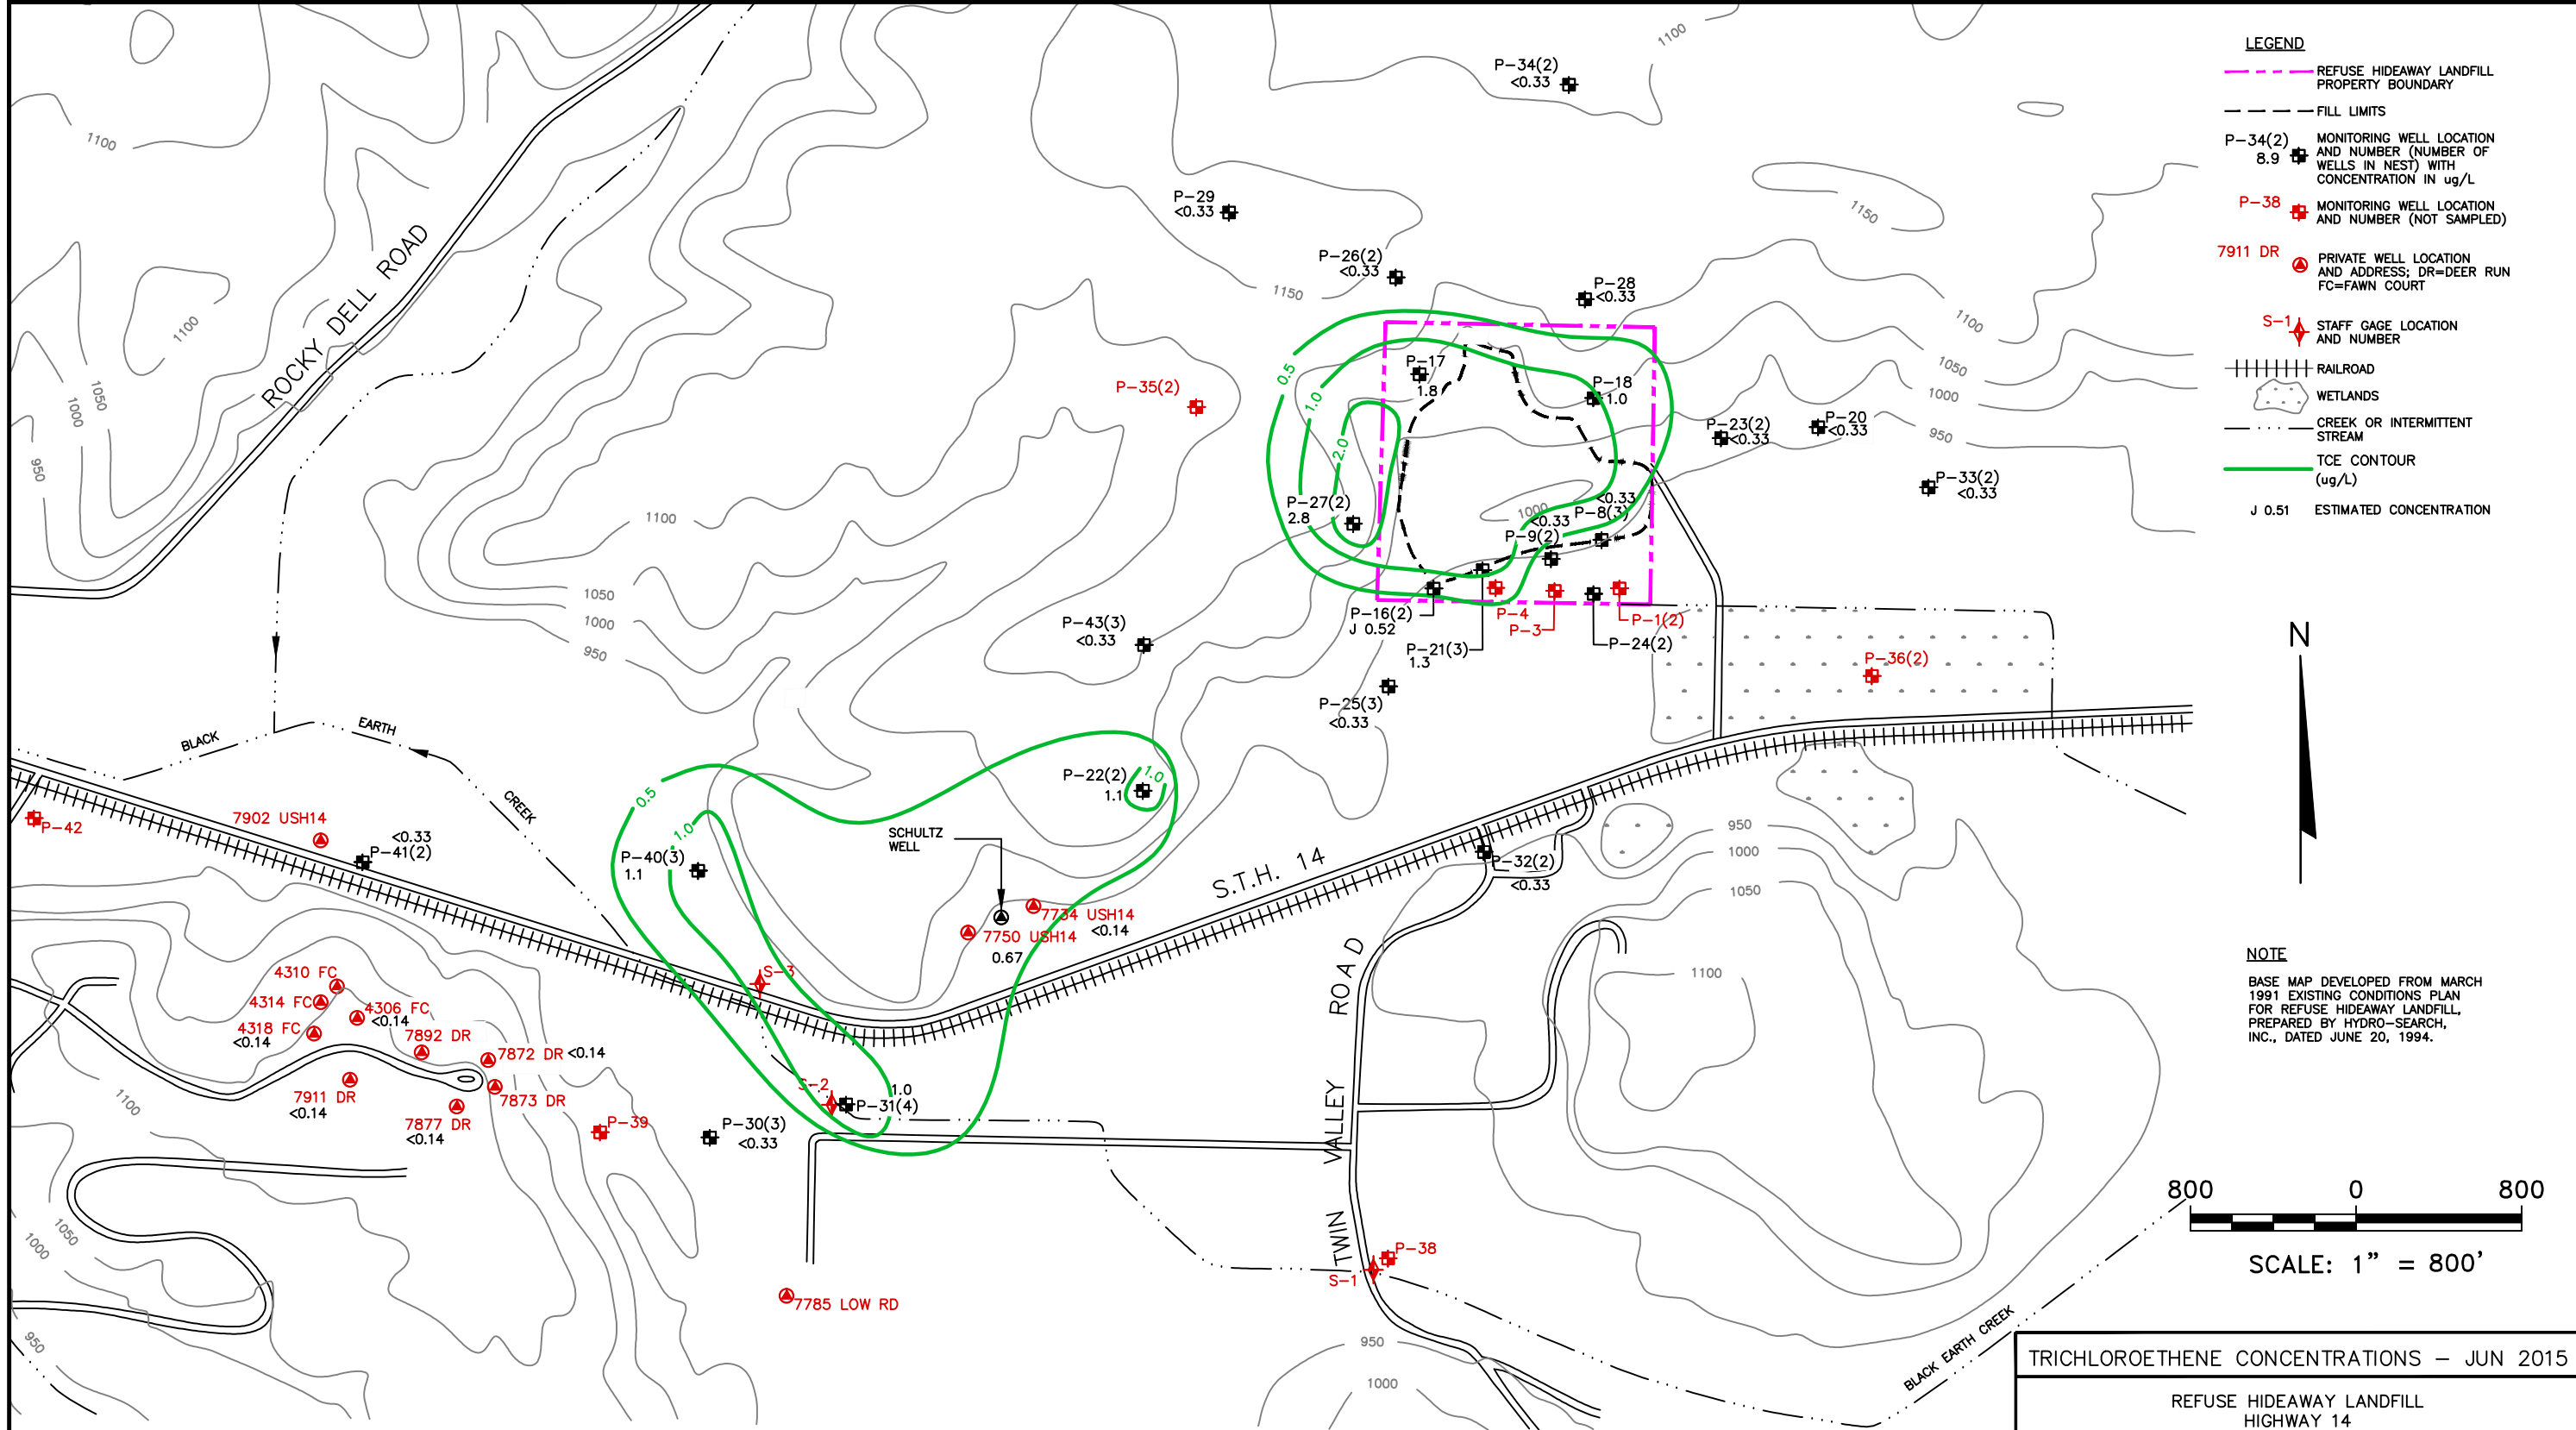 1100
P-34(2)
<0.33
1100
P-29
<0.33
1150
P-26(2)
<0.33
1150
P-28
<0.33
1100
ROCKY DELL ROAD
1100
1100
1050
1000
950
1050
1000
950
P-35(2)
0.5
1.0
2.0
P-17
1.8
P-18
1.0
P-23(2)
<0.33
P-20
<0.33
P-33(2)
<0.33
P-27(2)
2.8
1000
<0.33
P-8(3)
<0.33
P-9(2)
1100
1050
1000
950
P-43(3)
<0.33
P-16(2)
J 0.52
P-21(3)
1.3
P-4
P-3
P-1(2)
P-24(2)
P-36(2)
P-25(3)
<0.33
BLACK
EARTH
CREEK
P-42
7902 USH14
<0.33
P-41(2)
0.5
1.0
P-40(3)
1.1
P-22(2)
1.1
1.0
SCHULTZ
WELL
7734 USH14
<0.14
7750 USH14
0.67
S.T.H. 14
P-32(2)
<0.33
950
1000
1050
1100
S-3
4310 FC
4314 FC
4306 FC
<0.14
4318 FC
<0.14
7892 DR
7872 DR <0.14
7873 DR
7911 DR
<0.14
7877 DR
<0.14
P-39
P-30(3)
<0.33
S-2
1.0
P-31(4)
1100
1050
1000
950
7785 LOW RD
TWIN VALLEY ROAD
P-38
S-1
950
1000
BLACK EARTH CREEK
LEGEND
REFUSE HIDEAWAY LANDFILL
PROPERTY BOUNDARY
FILL LIMITS
P-34(2)
8.9
MONITORING WELL LOCATION
AND NUMBER (NUMBER OF
WELLS IN NEST) WITH
CONCENTRATION IN ug/L
P-38
MONITORING WELL LOCATION
AND NUMBER (NOT SAMPLED)
7911 DR
PRIVATE WELL LOCATION
AND ADDRESS; DR=DEER RUN
FC=FAWN COURT
S-1
STAFF GAGE LOCATION
AND NUMBER
RAILROAD
WETLANDS
CREEK OR INTERMITTENT
STREAM
TCE CONTOUR
(ug/L)
J 0.51 ESTIMATED CONCENTRATION
N
NOTE
BASE MAP DEVELOPED FROM MARCH
1991 EXISTING CONDITIONS PLAN
FOR REFUSE HIDEAWAY LANDFILL,
PREPARED BY HYDRO-SEARCH,
INC., DATED JUNE 20, 1994.
800 0 800
SCALE: 1" = 800'
TRICHLOROETHENE CONCENTRATIONS - JUN 2015
REFUSE HIDEAWAY LANDFILL
HIGHWAY 14